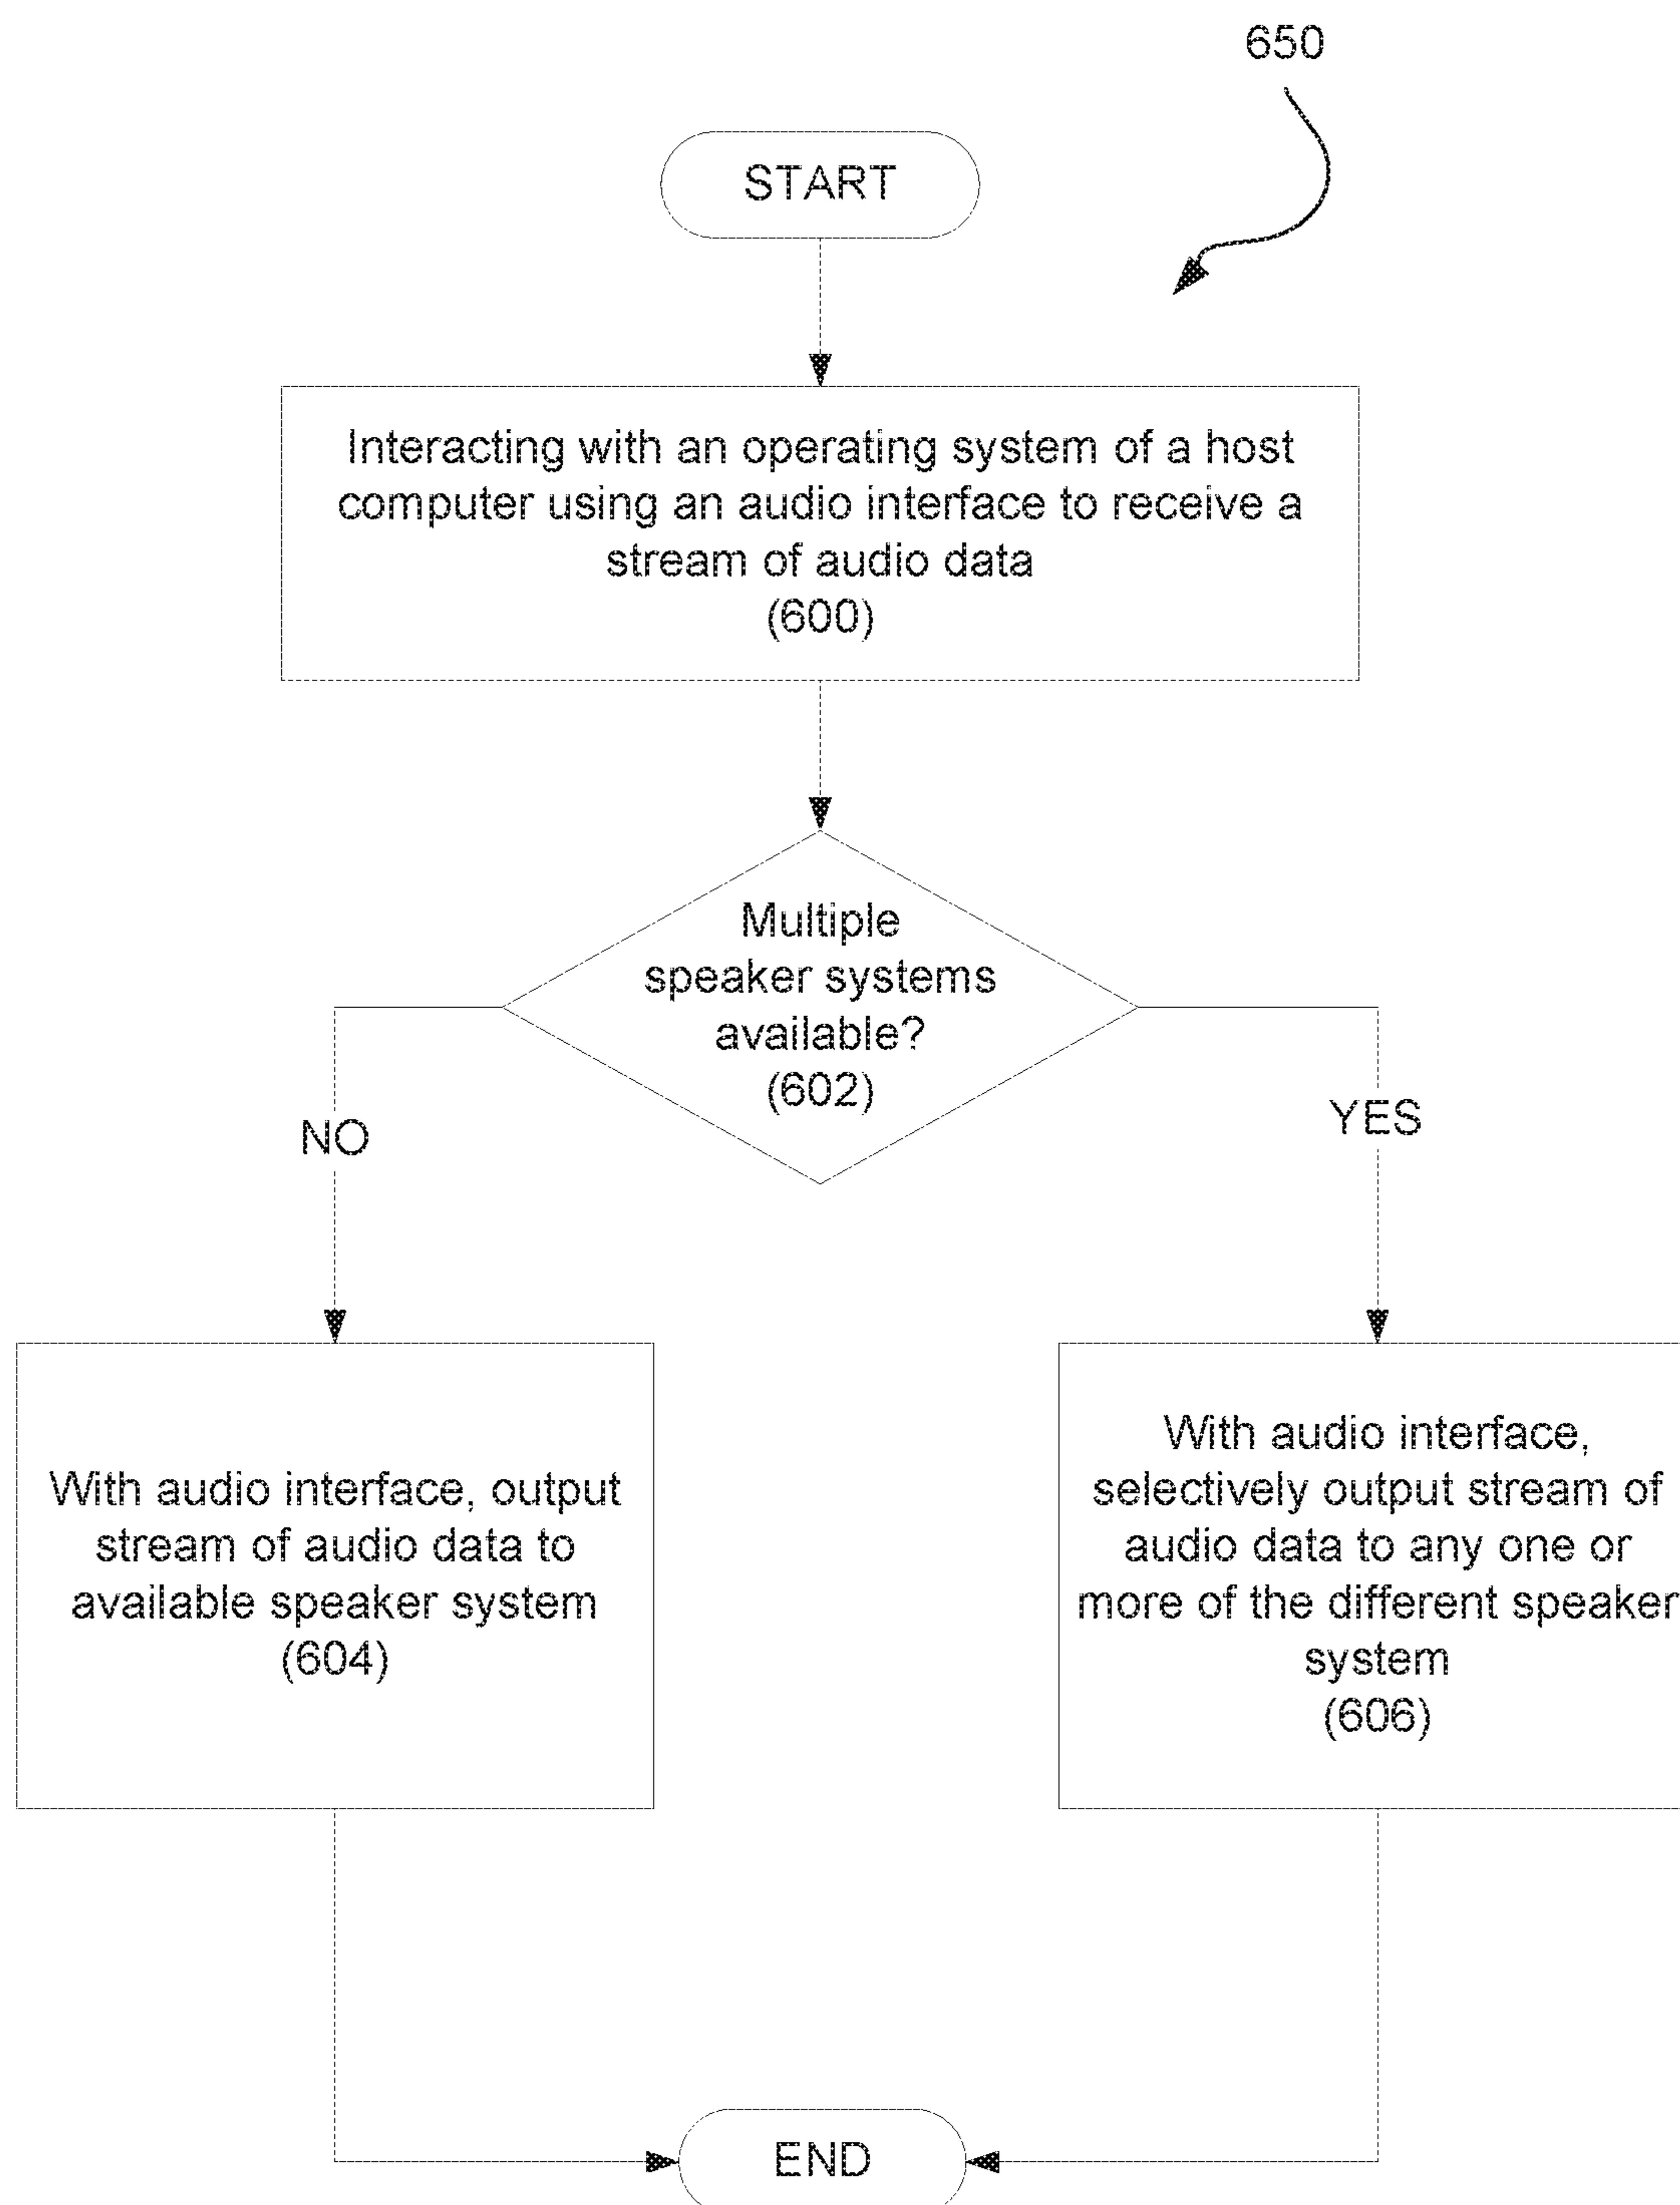 650
START
Interacting with an operating system of a host
computer using an audio interface to receive a
stream of audio data
(600)
Multiple
speaker systems
available?
(602)
NO
YES
With audio interface, output
stream of audio data to
available speaker system
(604)
With audio interface,
selectively output stream of
audio data to any one or
more of the different speaker
system
(606)
END